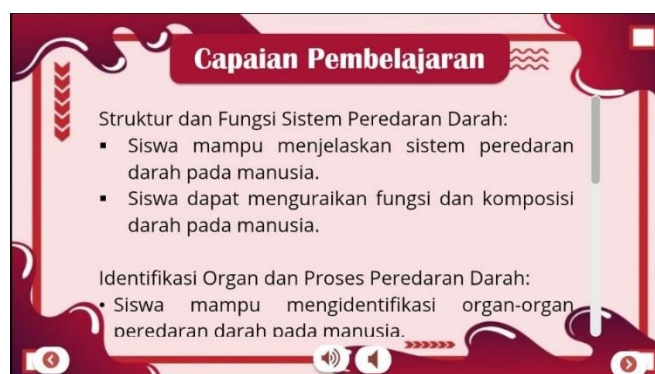 Capaian Pembelajaran
Struktur dan Fungsi Sistem Peredaran Darah:
▪ Siswa mampu menjelaskan sistem peredaran
darah pada manusia.
▪ Siswa dapat menguraikan fungsi dan komposisi
darah pada manusia.
Identifikasi Organ dan Proses Peredaran Darah:
• Siswa mampu mengidentifikasi organ-organ
peredaran darah pada manusia.